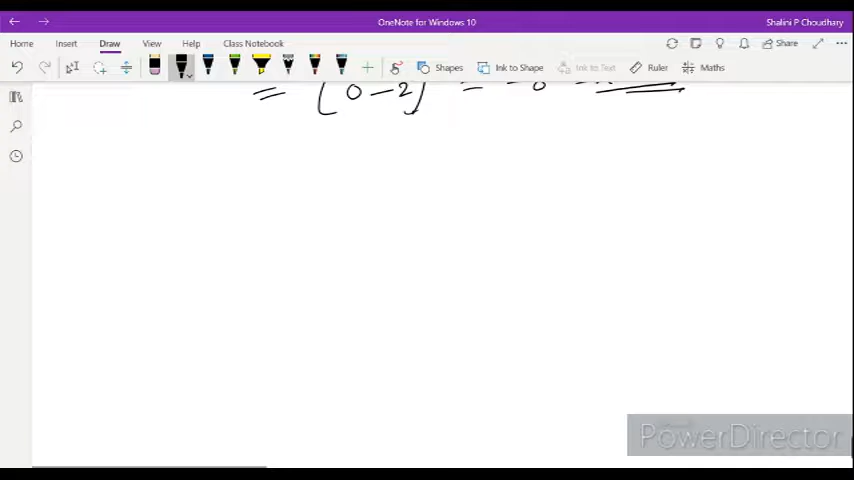 OneNote for Windows 10
Shalini P Choudhary
Home Insert Draw View Help Class Notebook Share
Shapes Ink to Shape Ink to Text Ruler Maths
= (0-2) =
PowerDirector